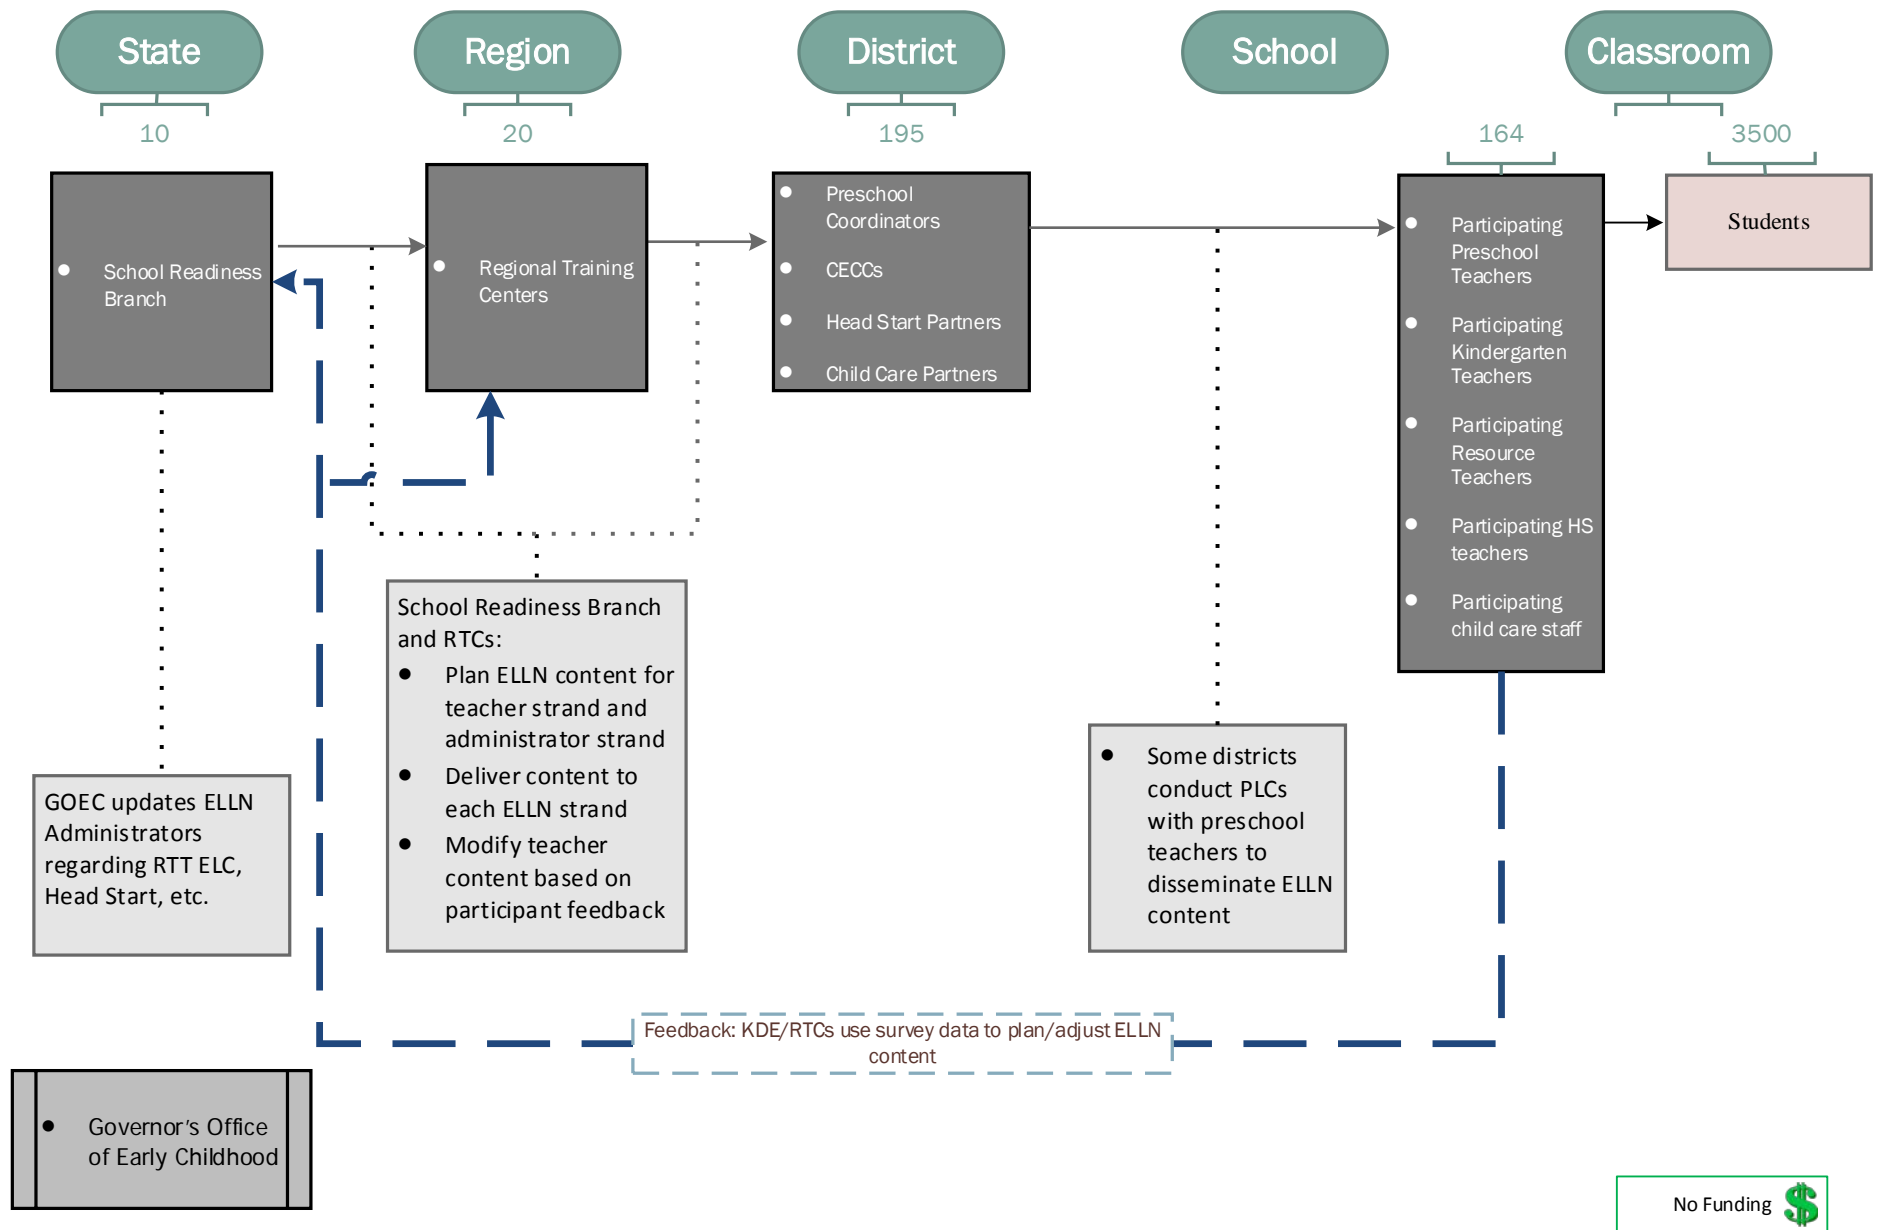 State
Region
District
School
Classroom
10
20
195
164
3500
School Readiness
Branch
Regional Training
Centers
Preschool
Coordinators
CECCs
Head Start Partners
Child Care Partners
Participating
Preschool
Teachers
Participating
Kindergarten
Teachers
Participating
Resource
Teachers
Participating HS
teachers
Participating
child care staff
Students
GOEC updates ELLN
Administrators
regarding RTT ELC,
Head Start, etc.
School Readiness Branch
and RTCs:
Plan ELLN content for
teacher strand and
administrator strand
Deliver content to
each ELLN strand
Modify teacher
content based on
participant feedback
Some districts
conduct PLCs
with preschool
teachers to
disseminate ELLN
content
Feedback: KDE/RTCs use survey data to plan/adjust ELLN
content
Governor's Office
of Early Childhood
No Funding $